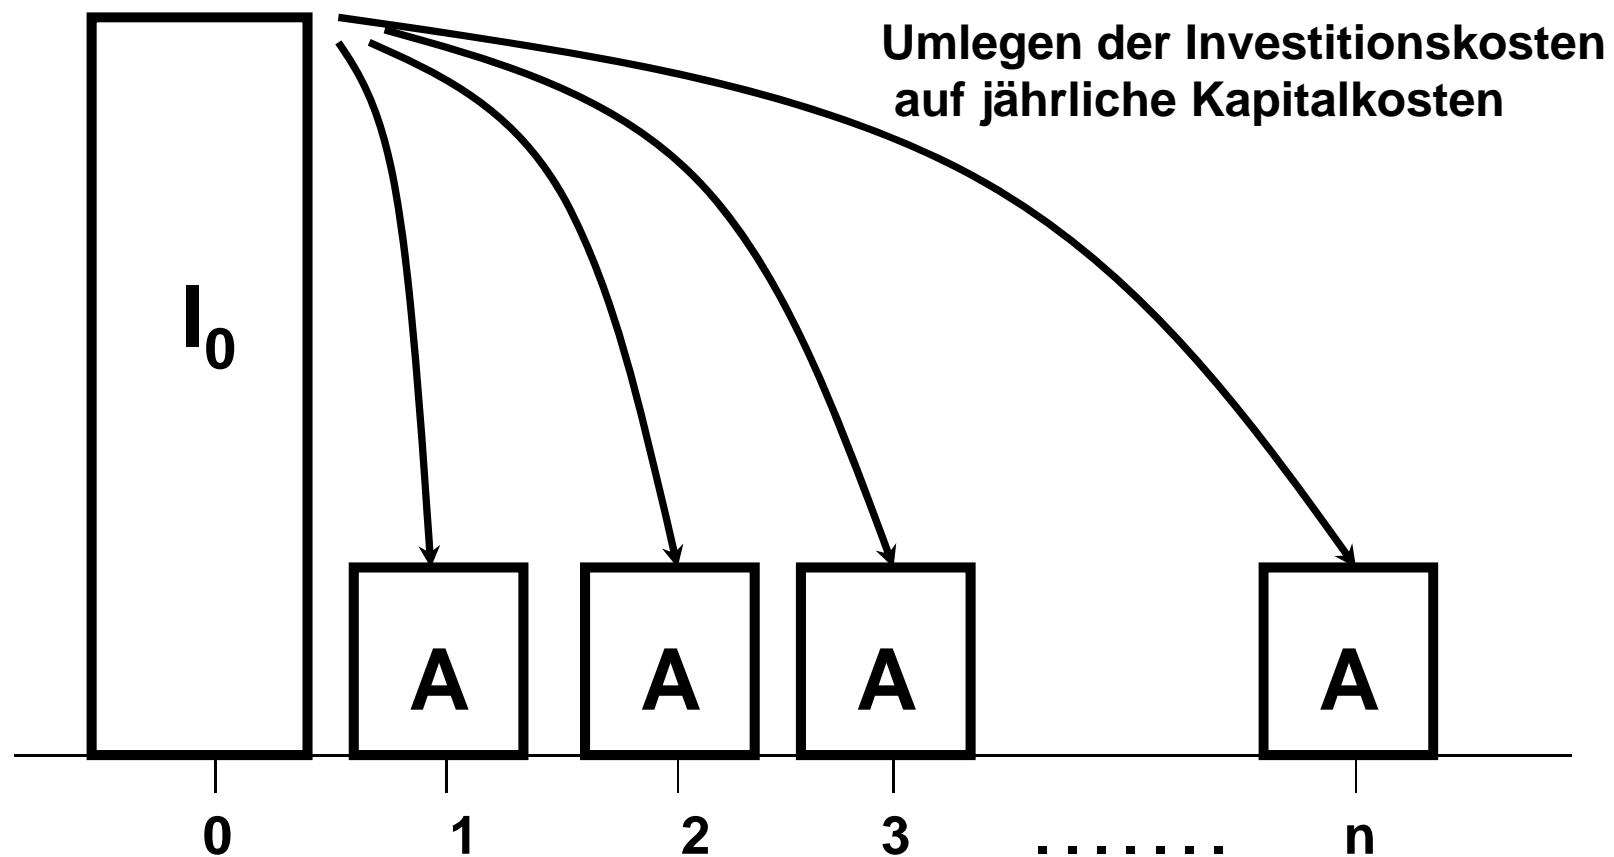 Umlegen der Investitionskosten
auf jährliche Kapitalkosten
I₀
A A A A
0 1 2 3 ....... n